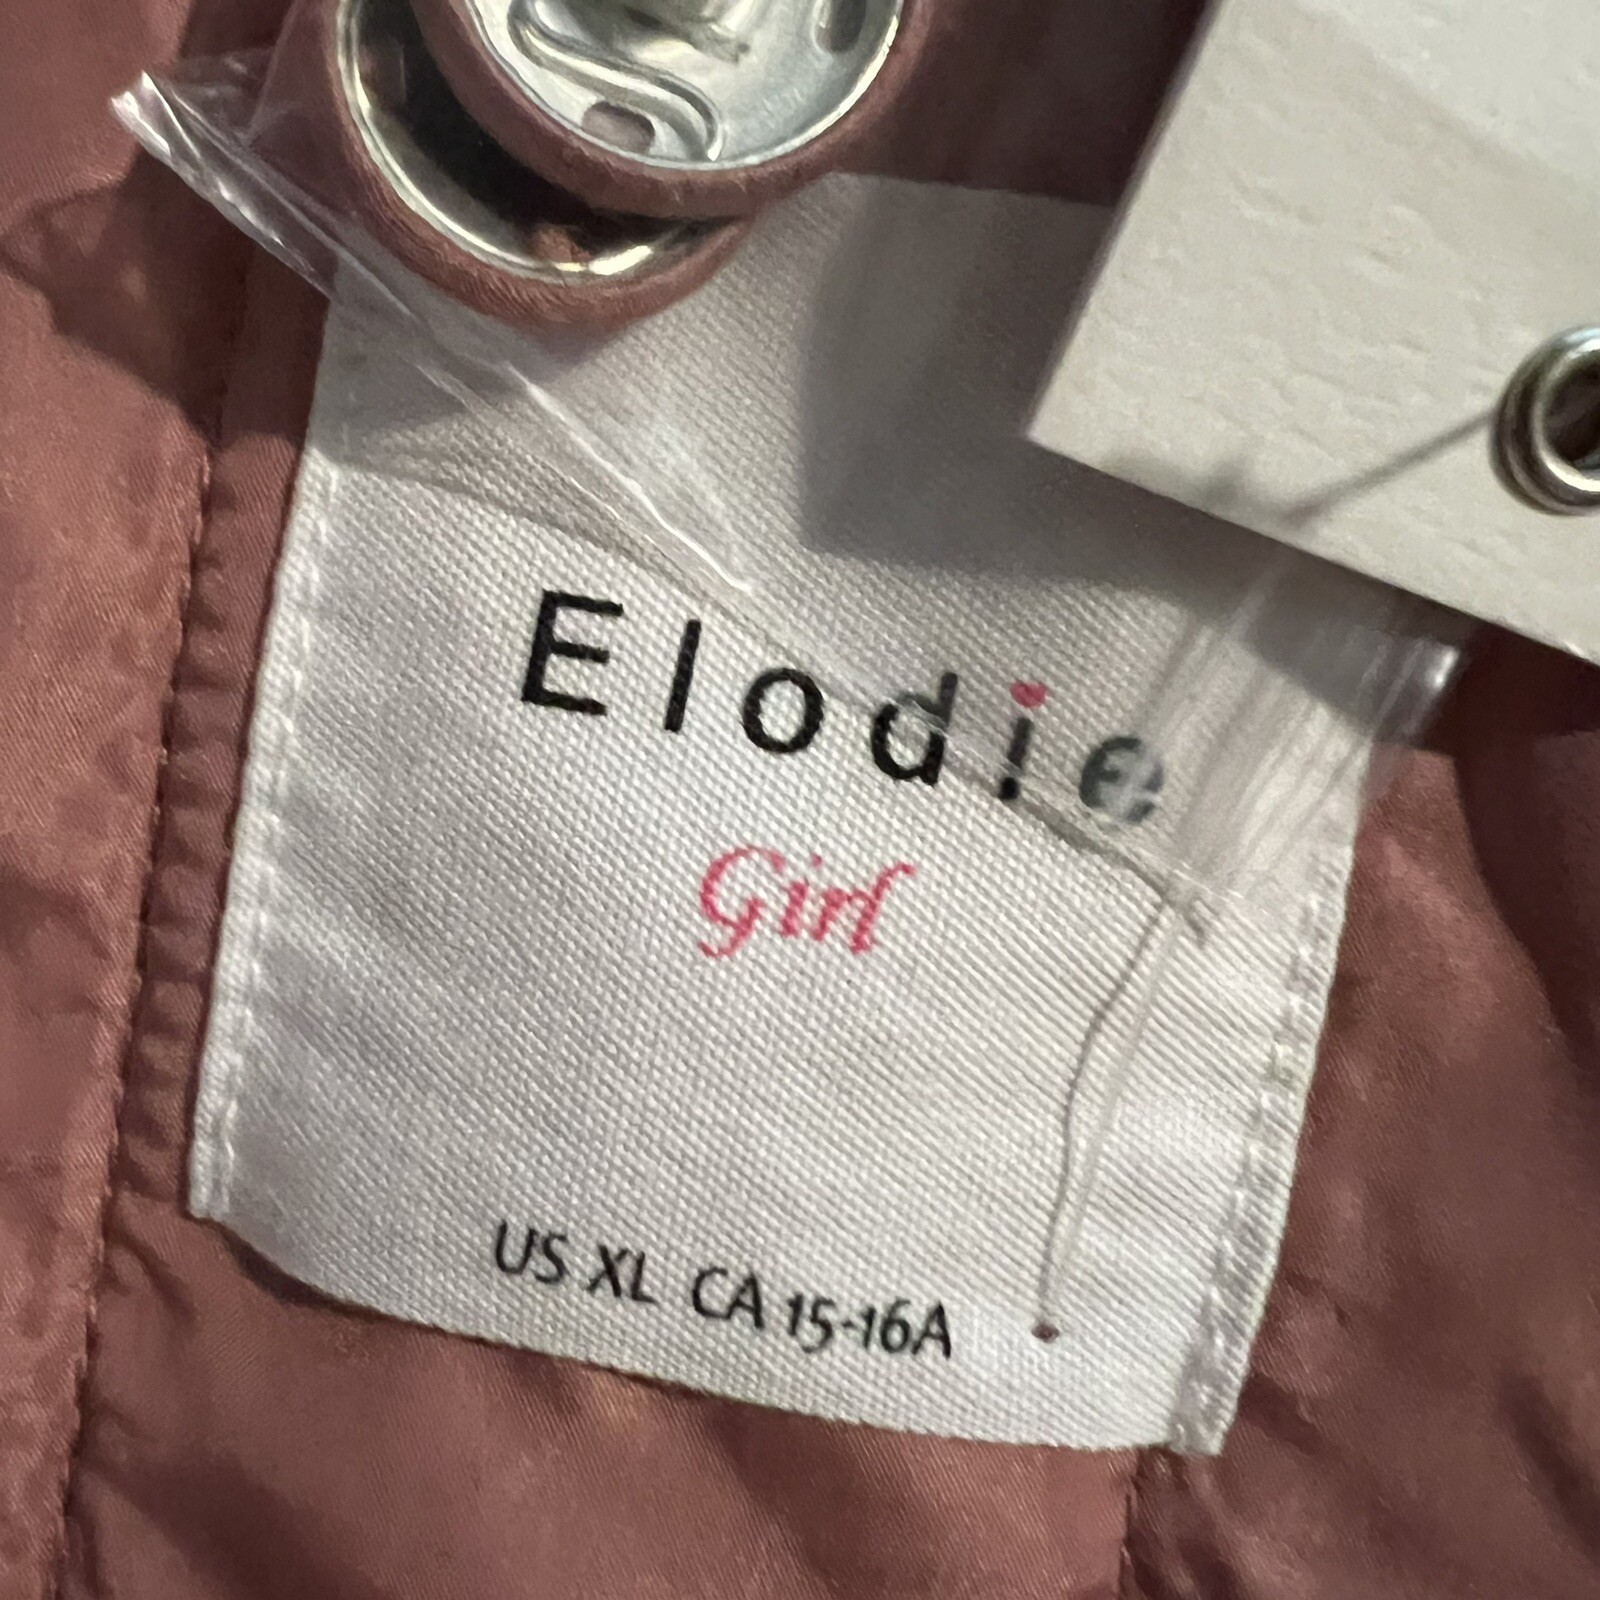 Elodie
Girl
US XL CA 15-16A